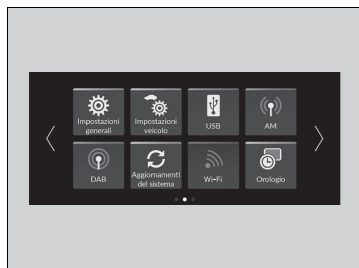 Impostazioni
generali
Impostazioni
veicolo
USB
AM
DAB
Aggiornamenti
del sistema
Wi-Fi
Orologio